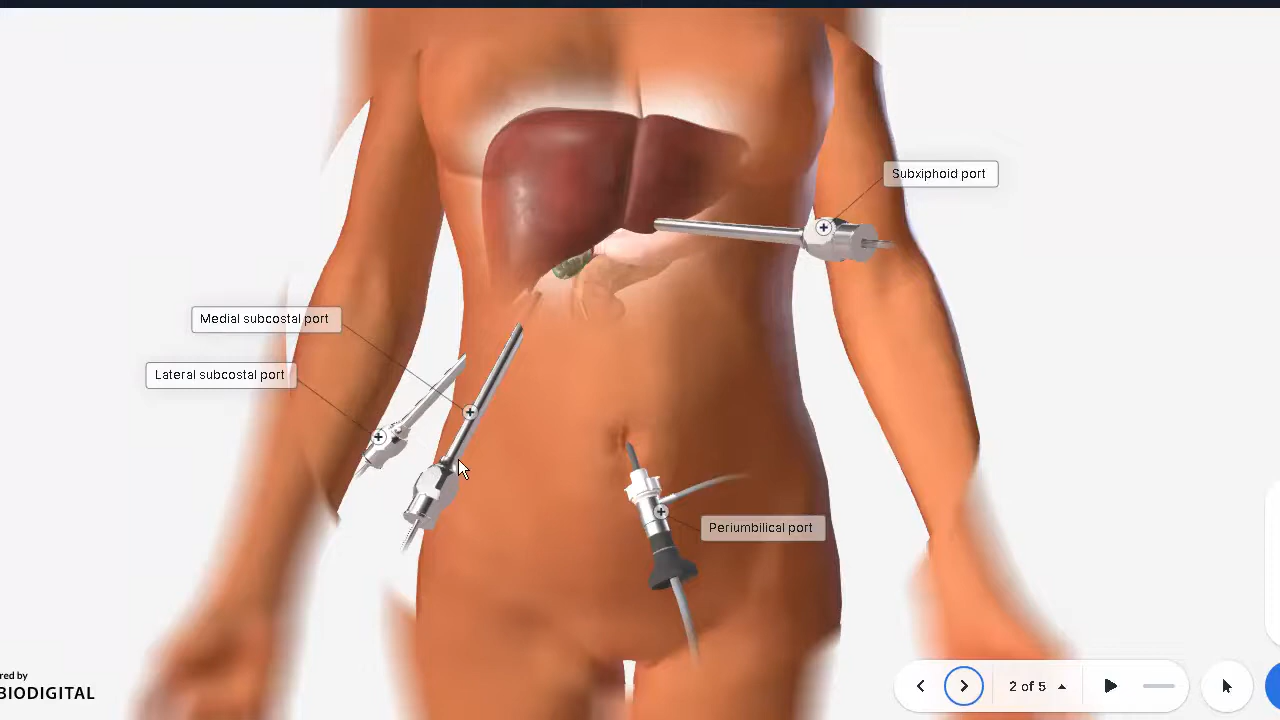 Subxiphoid port
Medial subcostal port
Lateral subcostal port
Periumbilical port
red by
BIODIGITAL
2 of 5